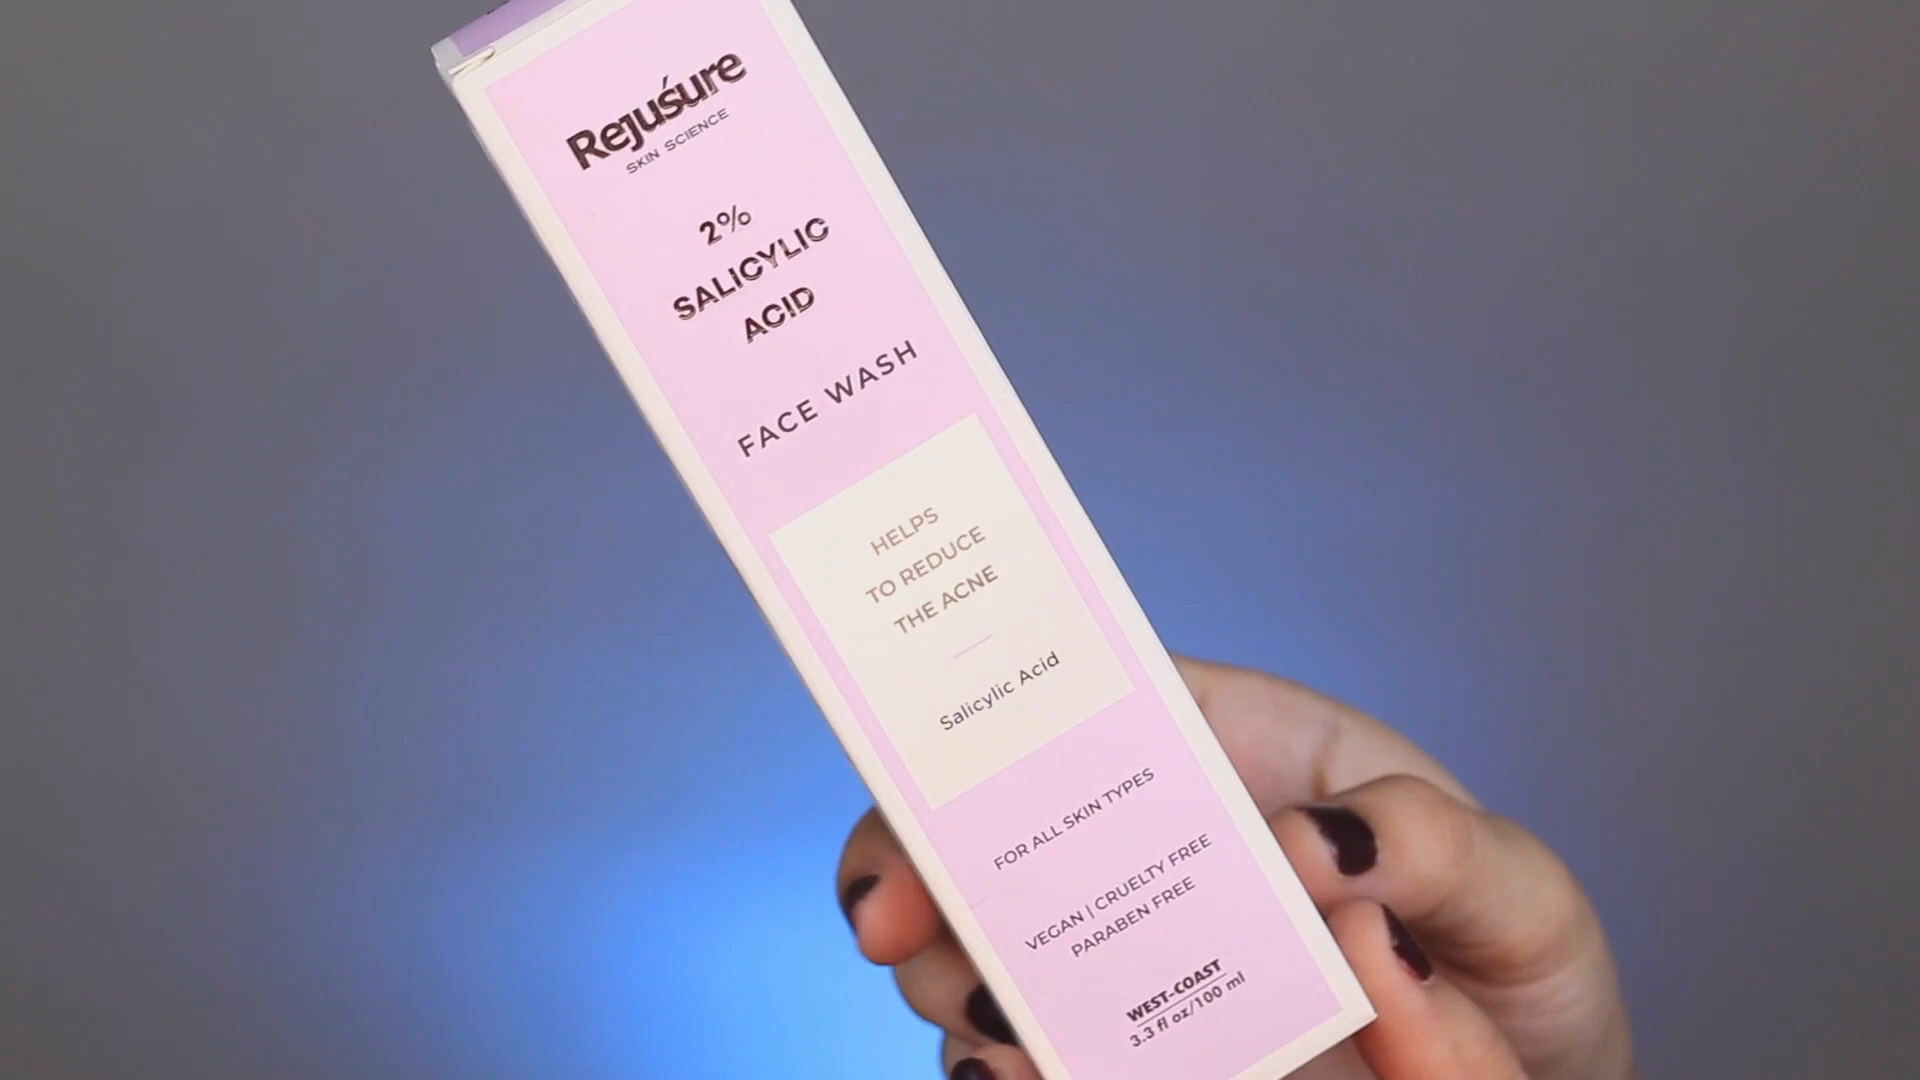 Rejuśure
SKIN SCIENCE
2%
SALICYLIC
ACID
FACE WASH
HELPS
TO REDUCE
THE ACNE
Salicylic Acid
FOR ALL SKIN TYPES
VEGAN | CRUELTY FREE
PARABEN FREE
WEST-COAST
3.3 fl oz/100 ml